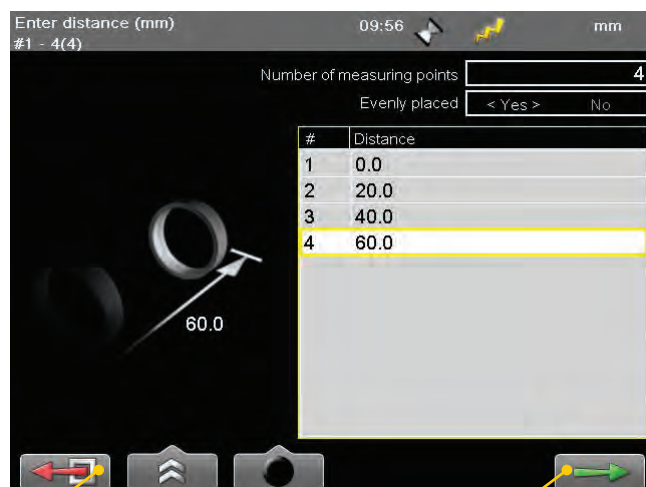 Enter distance (mm) 09:56 mm
#1 - 4(4)
Number of measuring points 4
Evenly placed < Yes > No
# Distance
1 0.0
2 20.0
3 40.0
4 60.0
60.0